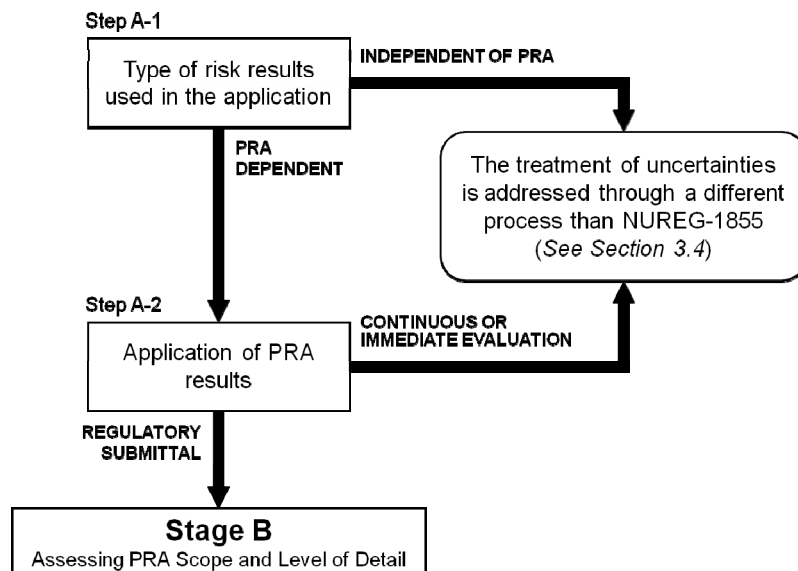 Step A-1
Type of risk results
used in the application
INDEPENDENT OF PRA
PRA
DEPENDENT
The treatment of uncertainties
is addressed through a different
process than NUREG-1855
(See Section 3.4)
Step A-2
Application of PRA
results
CONTINUOUS OR
IMMEDIATE EVALUATION
REGULATORY
SUBMITTAL
Stage B
Assessing PRA Scope and Level of Detail